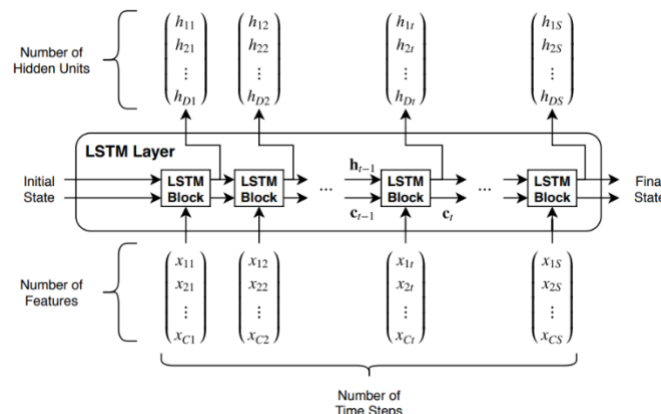 Number of
Hidden Units
h11 h12 h1t h1S
h21 h22 h2t h2S
⋮ ⋮ ⋮ ⋮
hD1 hD2 hDt hDS
LSTM Layer
Initial
State
LSTM
Block
LSTM
Block
...
ht−1
ct−1
LSTM
Block
ct
...
LSTM
Block
Fina
State
Number of
Features
x11 x12 x1t x1S
x21 x22 x2t x2S
⋮ ⋮ ⋮ ⋮
xC1 xC2 xCt xCS
Number of
Time Steps